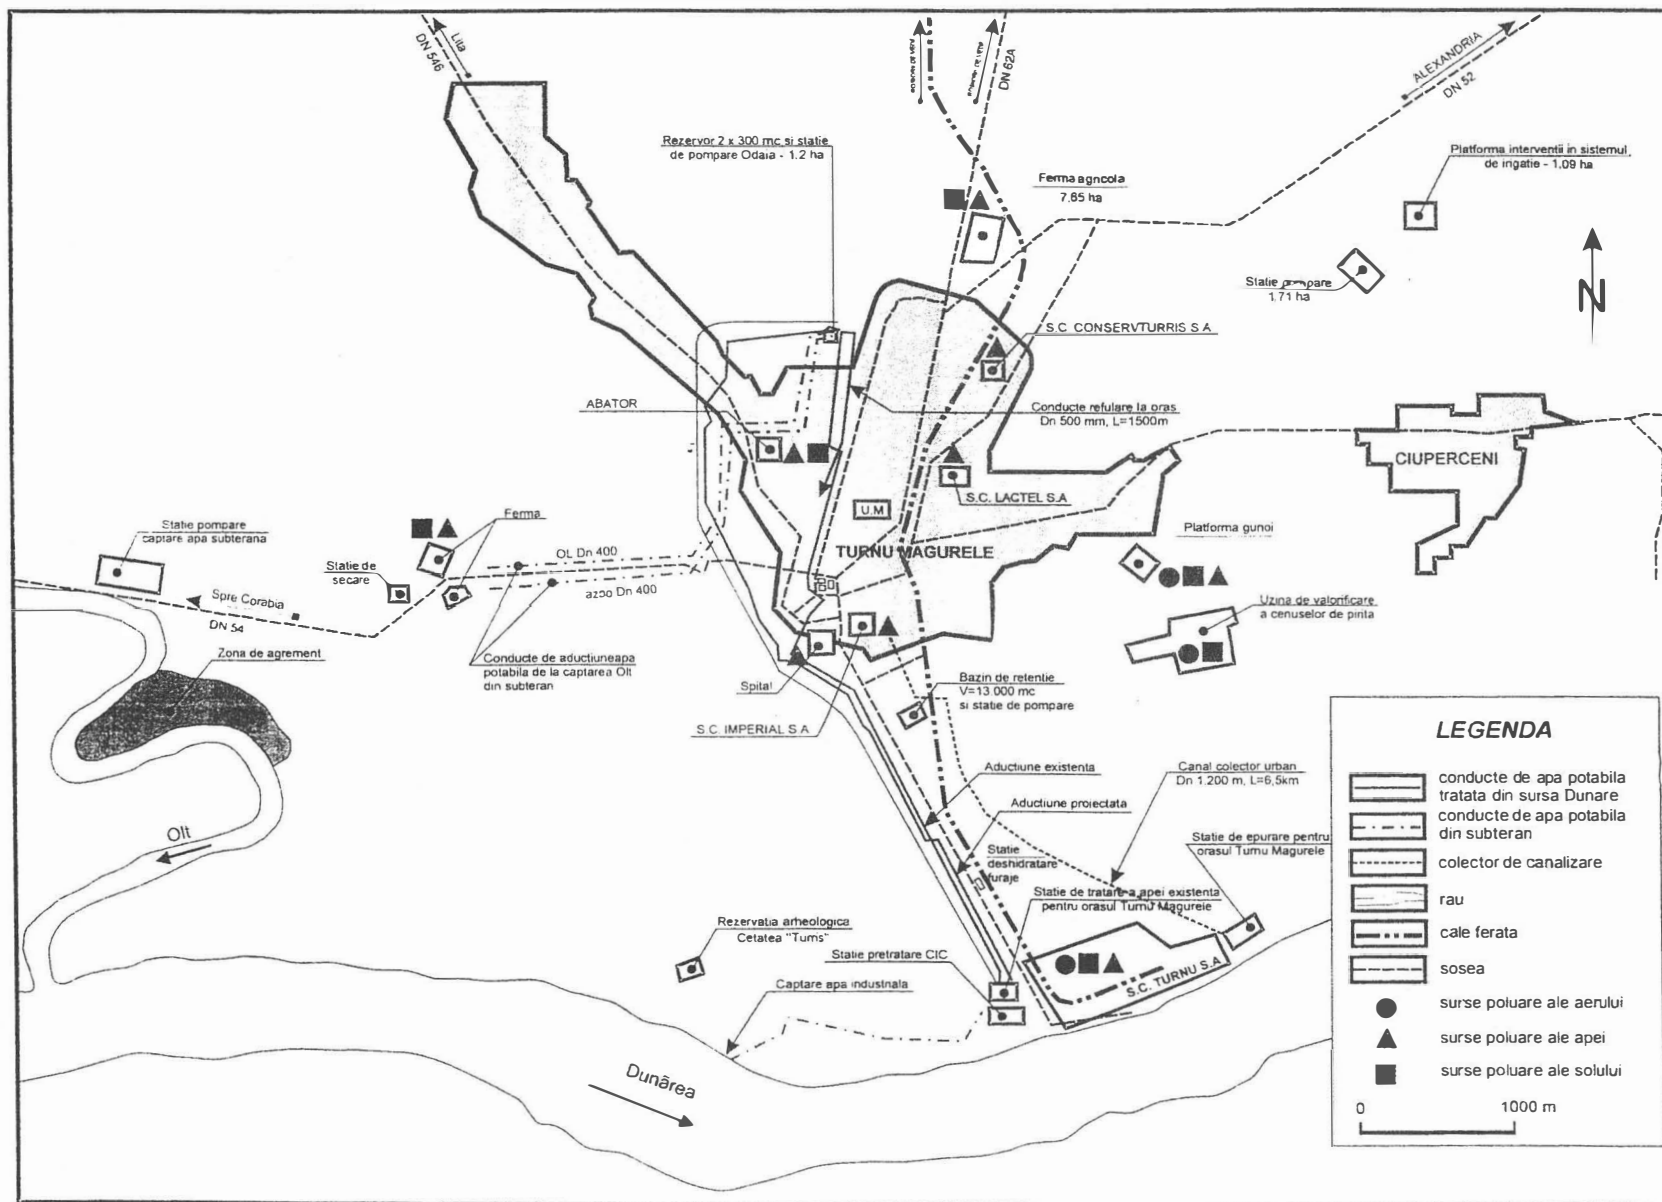 Lita
DN 546
DN 62A
ALEXANDRIA
DN 52
Rezervor 2 x 300 mc si statie
de pompare Odaia - 1.2 ha
Platforma interventii in sistemul
de irigatie - 1.09 ha
Ferma agricola
7.65 ha
Statie pompare
1.71 ha
N
S.C. CONSERVTURRIS S.A
ABATOR
Conducte refulare la oras
Dn 500 mm, L=1500m
CIUPERCENI
S.C. LACTEL S.A
U.M
Statie pompare
captare apa subterana
Ferma
Platforma gunoi
OL Dn 400
TURNU MAGURELE
Statie de
secare
azbo Dn 400
Spre Corabia
DN 54
Uzina de valorificare
a cenuselor de pirita
Zona de agrement
Conducte de aductiuneapa
potabila de la captarea Olt
din subteran
Spital
Bazin de retentie
V=13 000 mc
si statie de pompare
S.C. IMPERIAL S.A
Aductiune existenta
Canal colector urban
Dn 1.200 m, L=6,5km
Aductiune proiectata
Olt
Statie
deshidratare
furaje
Statie de epurare pentru
orasul Turnu Magurele
Statie de tratare a apei existenta
pentru orasul Turnu Magurele
Rezervatia arheologica
Cetatea "Turris"
Statie pretratare CIC
S.C. TURNU S.A
Captare apa industriala
Dunărea
LEGENDA
conducte de apa potabila
tratata din sursa Dunare
conducte de apa potabila
din subteran
colector de canalizare
rau
cale ferata
sosea
surse poluare ale aerului
surse poluare ale apei
surse poluare ale solului
0 1000 m